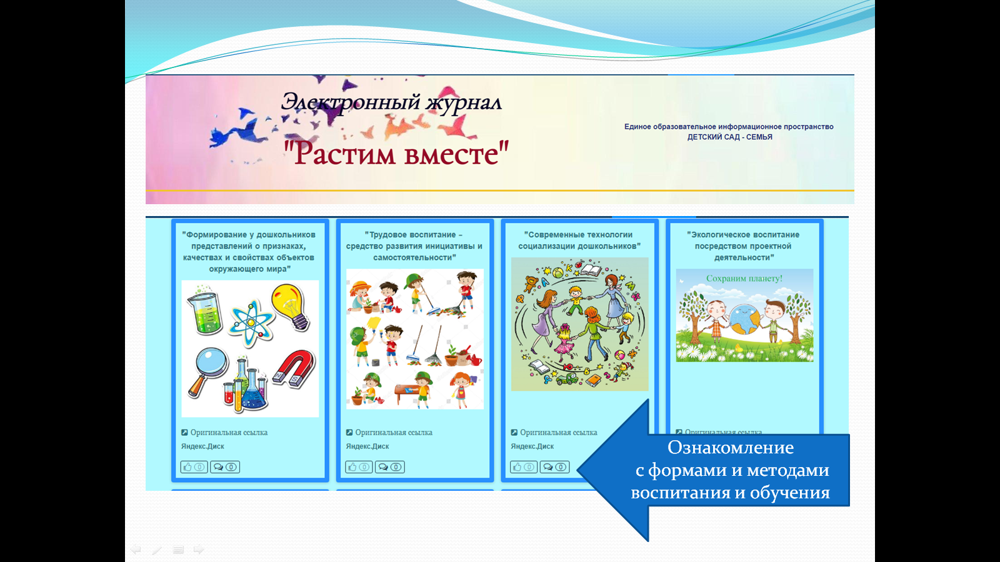 Электронный журнал
"Растим вместе"
Единое образовательное информационное пространство
ДЕТСКИЙ САД - СЕМЬЯ
"Формирование у дошкольников
представлений о признаках,
качествах и свойствах объектов
окружающего мира"
N S
Оригинальная ссылка
Яндекс.Диск
0 0
"Трудовое воспитание –
средство развития инициативы и
самостоятельности"
Оригинальная ссылка
Яндекс.Диск
0 0
"Современные технологии
социализации дошкольников"
Оригинальная ссылка
Яндекс.Диск
0 0
"Экологическое воспитание
посредством проектной
деятельности"
Сохраним планету!
Оригинальная ссылка
Ознакомление
с формами и методами
воспитания и обучения